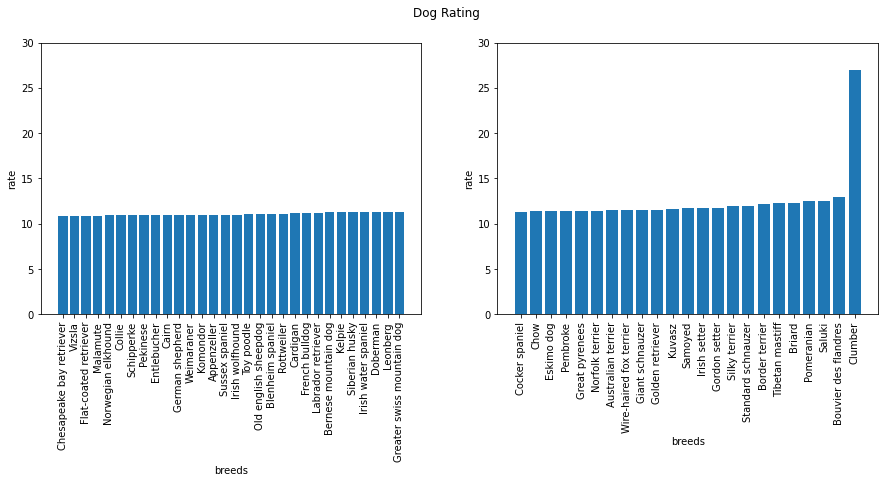 Dog Rating
rate
30
25
20
15
10
5
0
Chesapeake bay retriever
Vizsla
Flat-coated retriever
Malamute
Norwegian elkhound
Collie
Schipperke
Pekinese
Entlebucher
Cairn
German shepherd
Weimaraner
Komondor
Appenzeller
Sussex spaniel
Irish wolfhound
Toy poodle
Old english sheepdog
Blenheim spaniel
Rottweiler
Cardigan
French bulldog
Labrador retriever
Bernese mountain dog
Kelpie
Siberian husky
Irish water spaniel
Doberman
Leonberg
Greater swiss mountain dog
breeds
rate
30
25
20
15
10
5
0
Cocker spaniel
Chow
Eskimo dog
Pembroke
Great pyrenees
Norfolk terrier
Australian terrier
Wire-haired fox terrier
Giant schnauzer
Golden retriever
Kuvasz
Samoyed
Irish setter
Gordon setter
Silky terrier
Standard schnauzer
Border terrier
Tibetan mastiff
Briard
Pomeranian
Saluki
Bouvier des flandres
Clumber
breeds